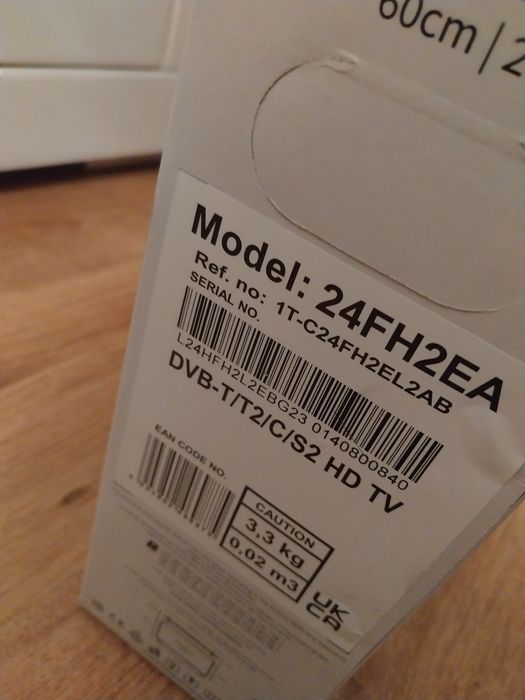 60cm | 2
Model: 24FH2EA
Ref. no: 1T-C24FH2EL2AB
SERIAL NO.
L24HFH2L2EBG23 0140800840
DVB-T/T2/C/S2 HD TV
EAN CODE NO.
CAUTION
3,3 kg
0,02 m3
UK
CA